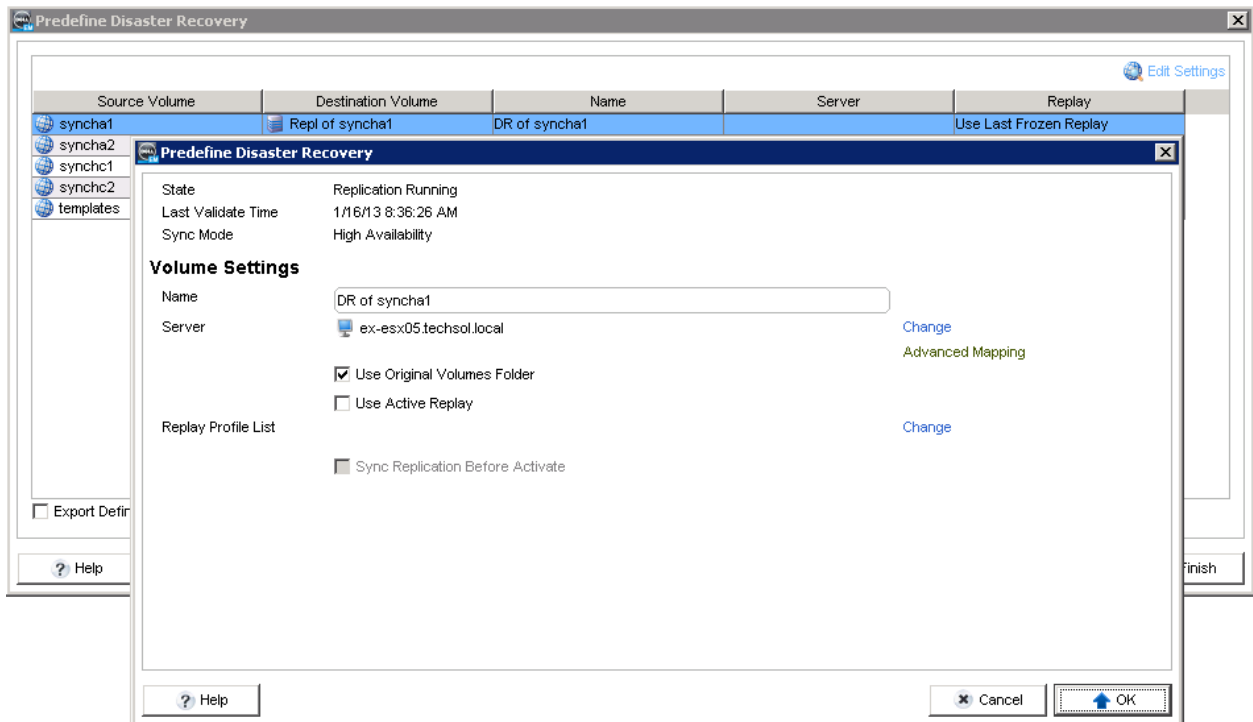 Predefine Disaster Recovery
Edit Settings
Source Volume Destination Volume Name Server Replay
syncha1 Repl of syncha1 DR of syncha1 Use Last Frozen Replay
syncha2
synchc1
synchc2
templates
Predefine Disaster Recovery
State Replication Running
Last Validate Time 1/16/13 8:36:26 AM
Sync Mode High Availability
Volume Settings
Name DR of syncha1
Server ex-esx05.techsol.local Change
Advanced Mapping
Use Original Volumes Folder
Use Active Replay
Replay Profile List Change
Sync Replication Before Activate
Export Defin
? Help Finish
? Help Cancel OK